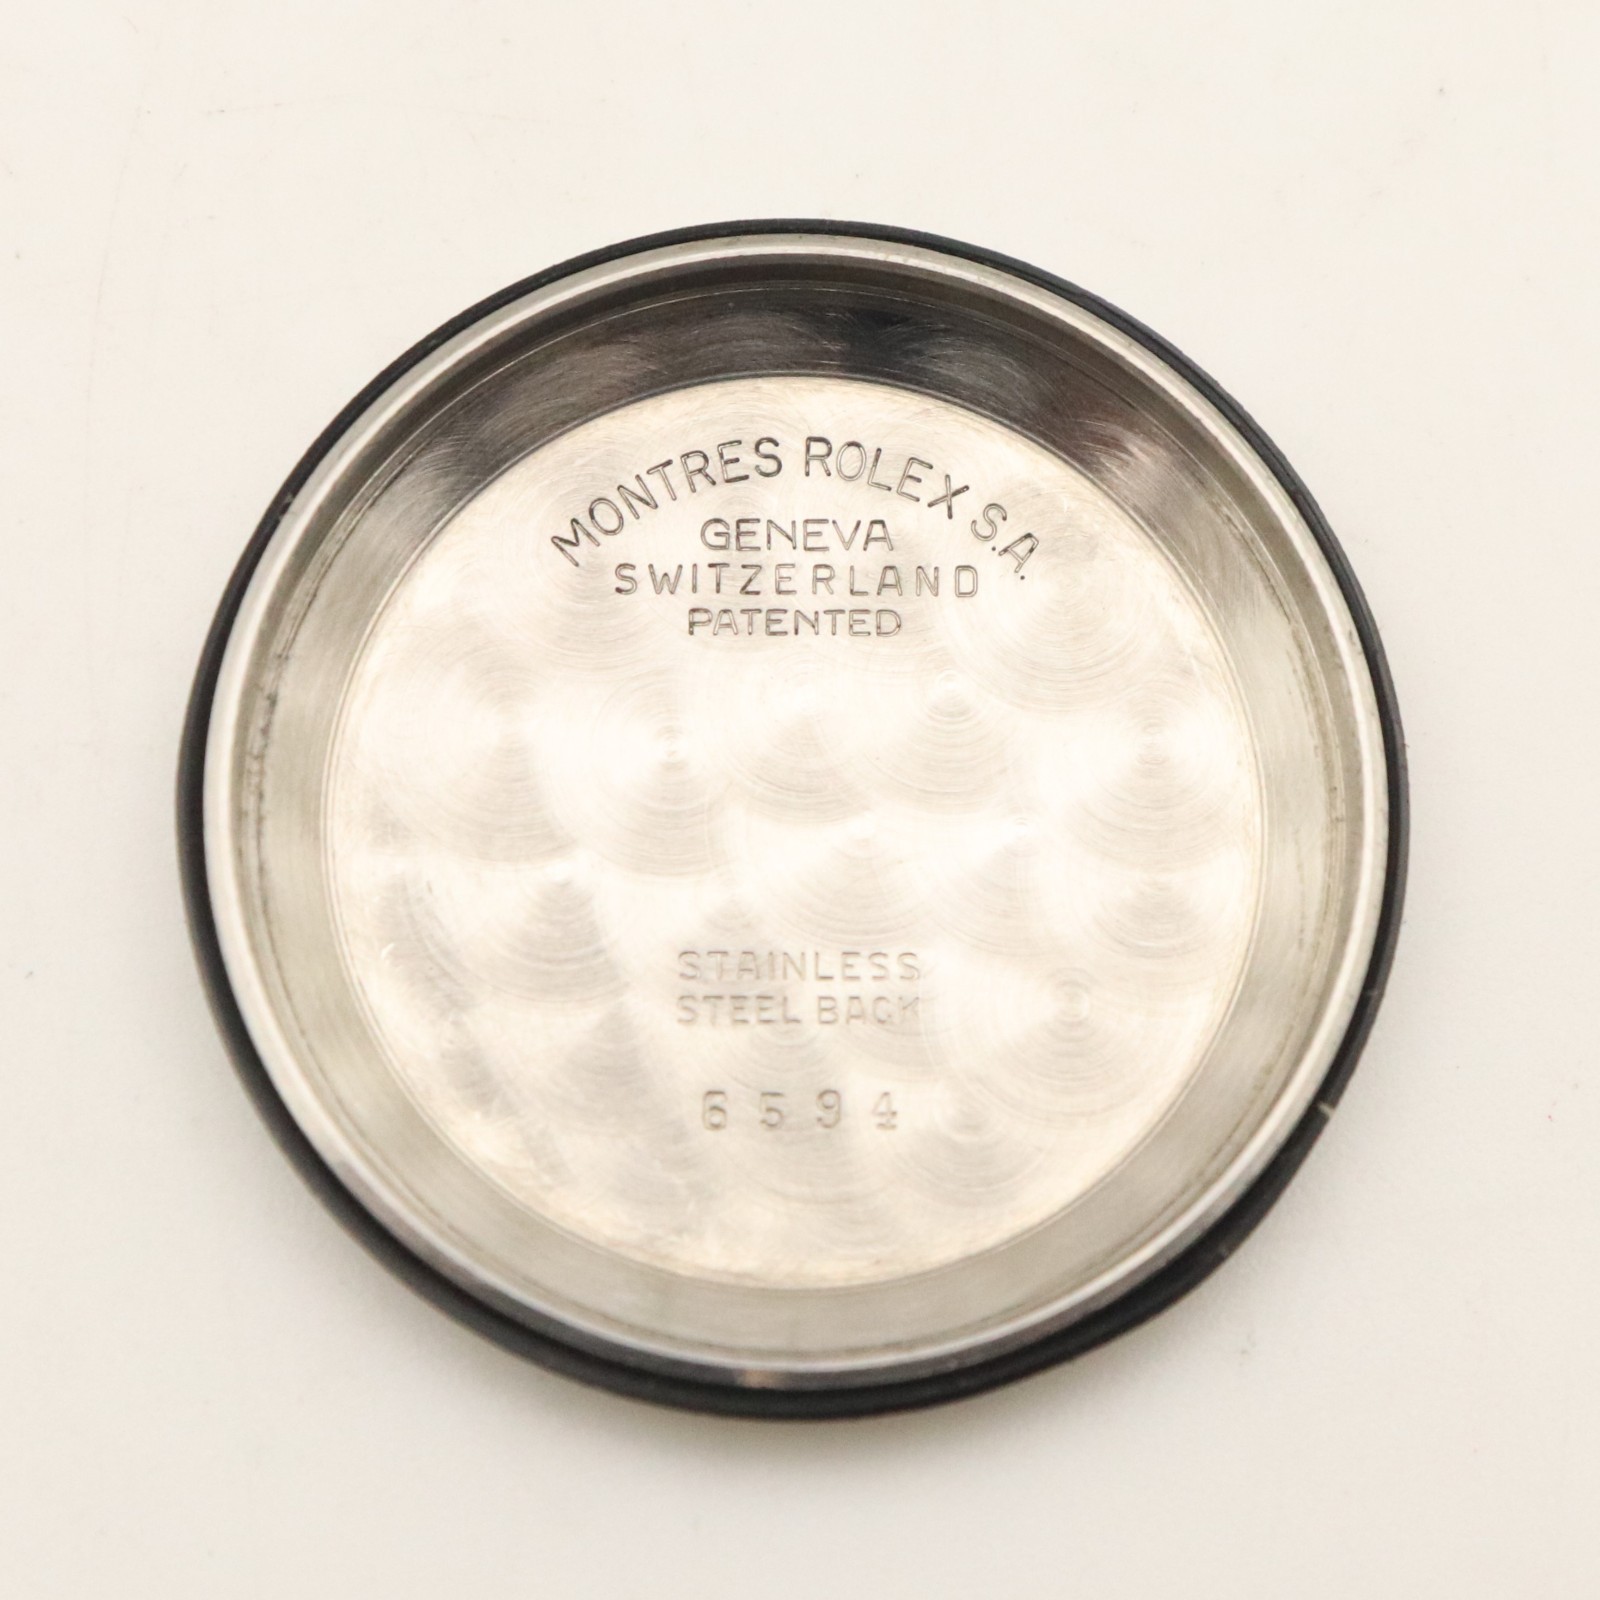 MONTRES ROLEX S.A.
GENEVA
SWITZERLAND
PATENTED
STAINLESS
STEEL BACK
6594